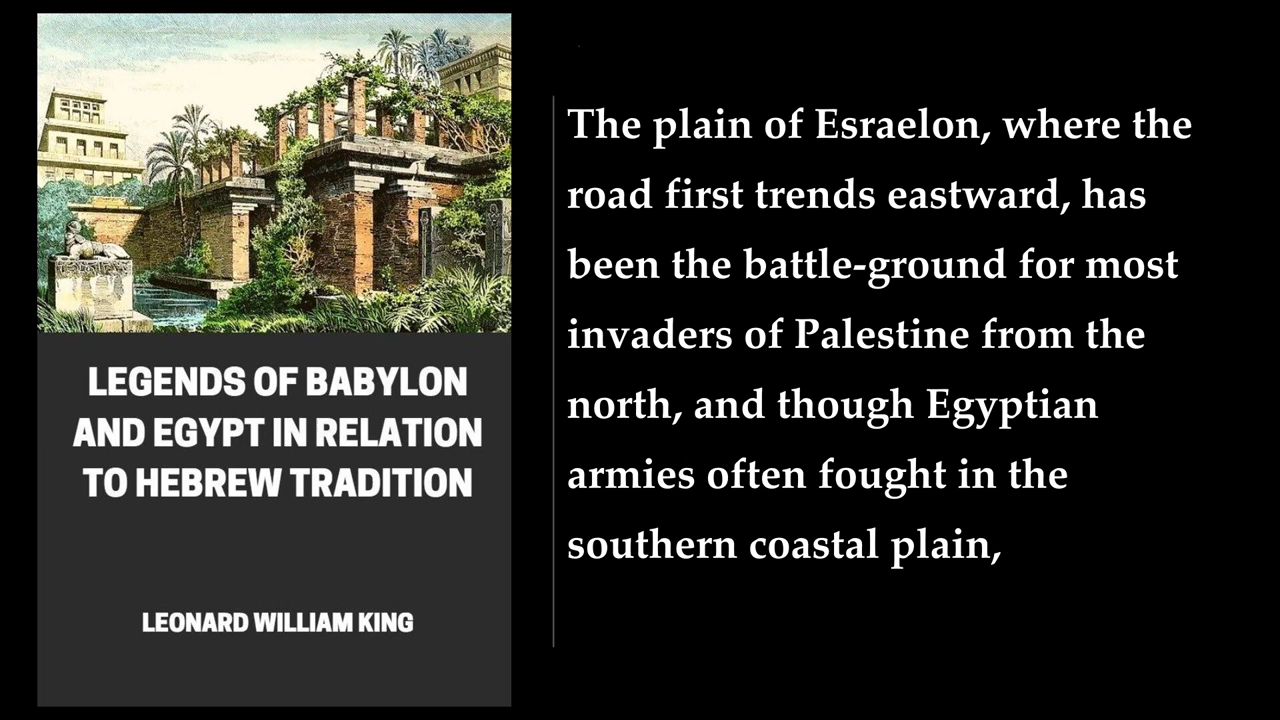 LEGENDS OF BABYLON
AND EGYPT IN RELATION
TO HEBREW TRADITION
LEONARD WILLIAM KING
The plain of Esraelon, where the
road first trends eastward, has
been the battle-ground for most
invaders of Palestine from the
north, and though Egyptian
armies often fought in the
southern coastal plain,